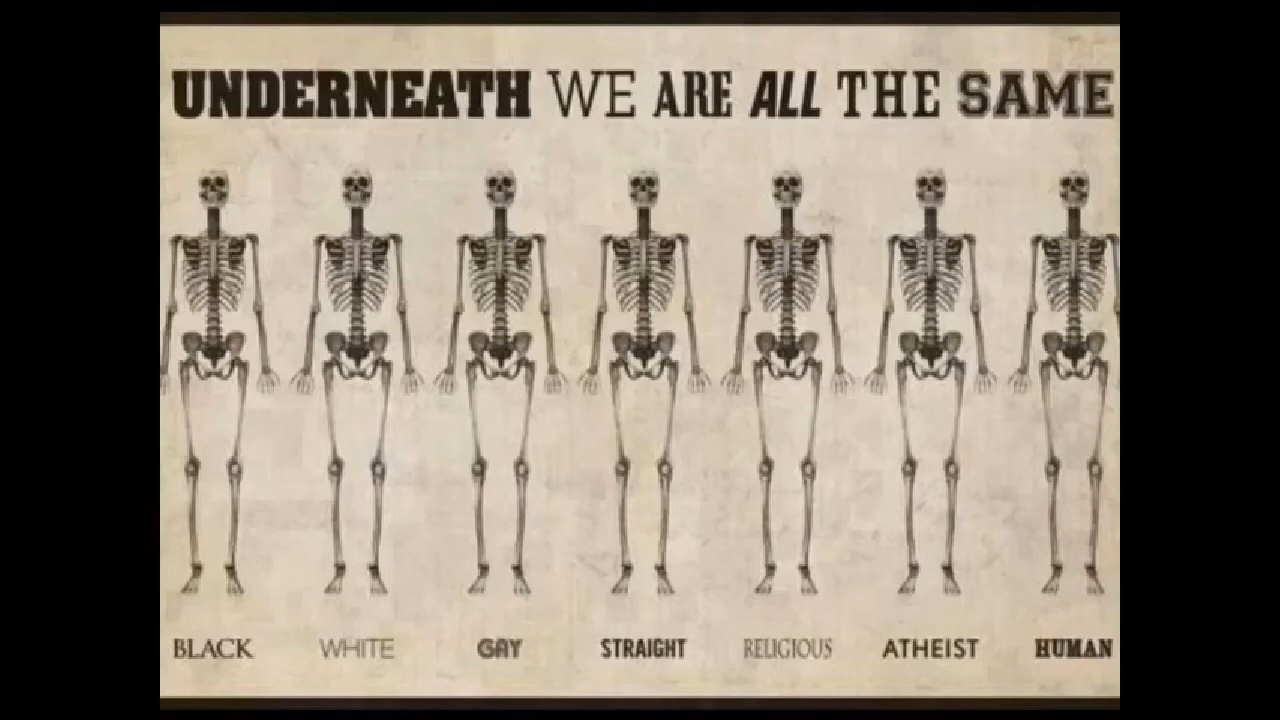 UNDERNEATH WE ARE ALL THE SAME
BLACK WHITE GAY STRAIGHT RELIGIOUS ATHEIST HUMAN